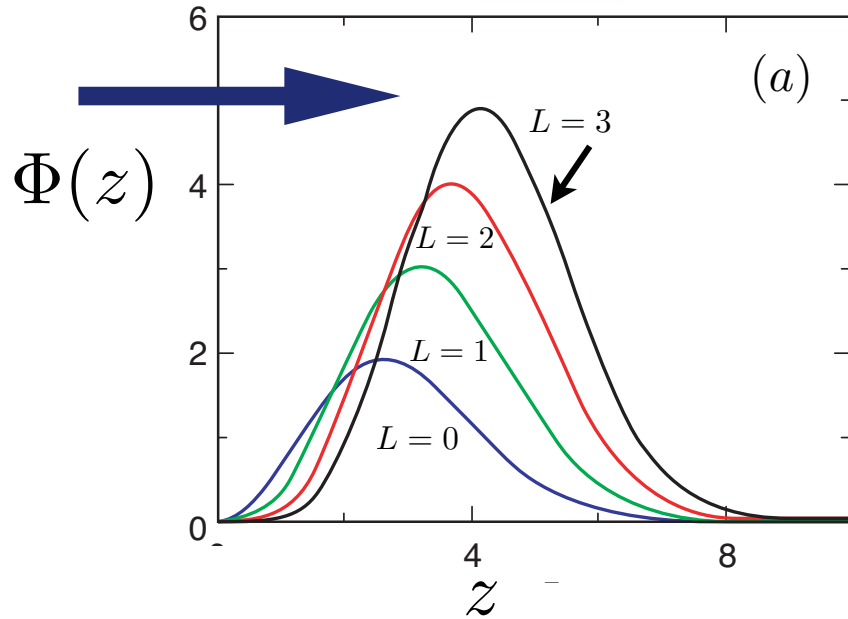 6
(a)
L = 3
Φ(z)
4
L = 2
2
L = 1
L = 0
0
4 8
z